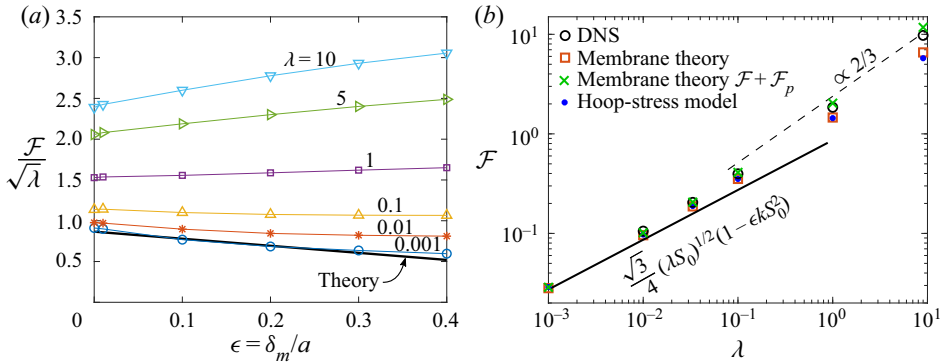 (a)
3.5
3.0
2.5
2.0
1.5
1.0
0.5
0
0.1
0.2
0.3
0.4
ℱ/√λ
ϵ = δₘ/a
λ = 10
5
1
0.1
0.01
0.001
Theory
(b)
DNS
Membrane theory
Membrane theory ℱ + ℱₚ
Hoop-stress model
∝ 2/3
√3/4 (λS₀)^{1/2}(1 − ϵkS₀²)
10¹
10⁰
10⁻¹
ℱ
10⁻³
10⁻²
10⁻¹
10⁰
10¹
λ